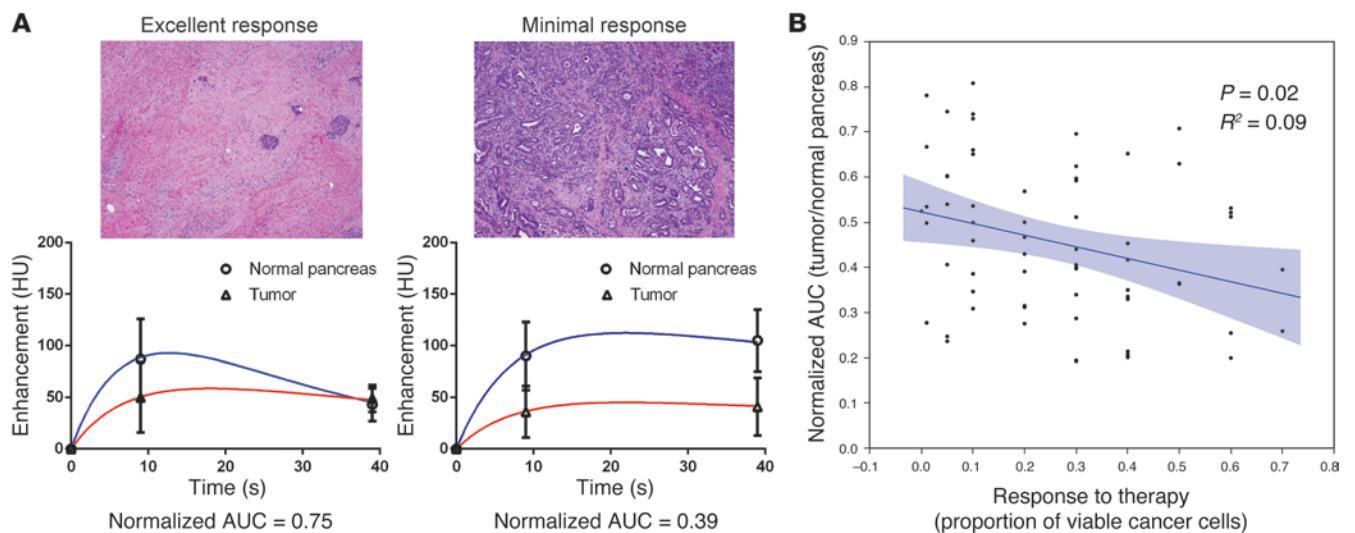 A
Excellent response
Minimal response
200
150
100
50
0
Enhancement (HU)
Normal pancreas
Tumor
0
10
20
30
40
Time (s)
Normalized AUC = 0.75
200
150
100
50
0
Enhancement (HU)
Normal pancreas
Tumor
0
10
20
30
40
Time (s)
Normalized AUC = 0.39
B
0.9
0.8
0.7
0.6
0.5
0.4
0.3
0.2
0.1
0.0
Normalized AUC (tumor/normal pancreas)
P = 0.02
R² = 0.09
–0.1
0.0
0.1
0.2
0.3
0.4
0.5
0.6
0.7
0.8
Response to therapy
(proportion of viable cancer cells)